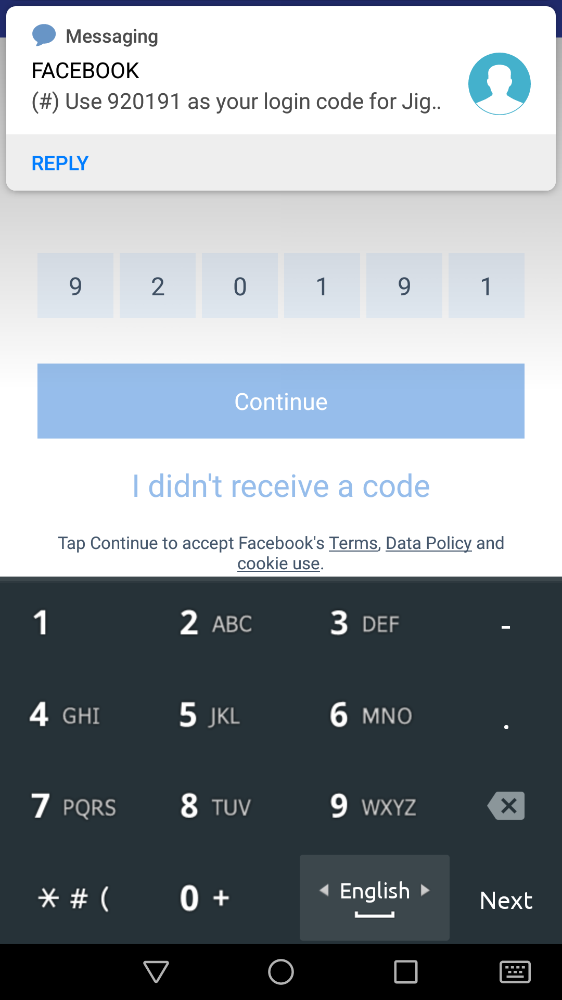 Messaging
FACEBOOK
(#) Use 920191 as your login code for Jig..
REPLY
9 2 0 1 9 1
Continue
I didn't receive a code
Tap Continue to accept Facebook's Terms, Data Policy and
cookie use.
1 2 ABC 3 DEF -
4 GHI 5 JKL 6 MNO .
7 PQRS 8 TUV 9 WXYZ
* # ( 0 + English Next